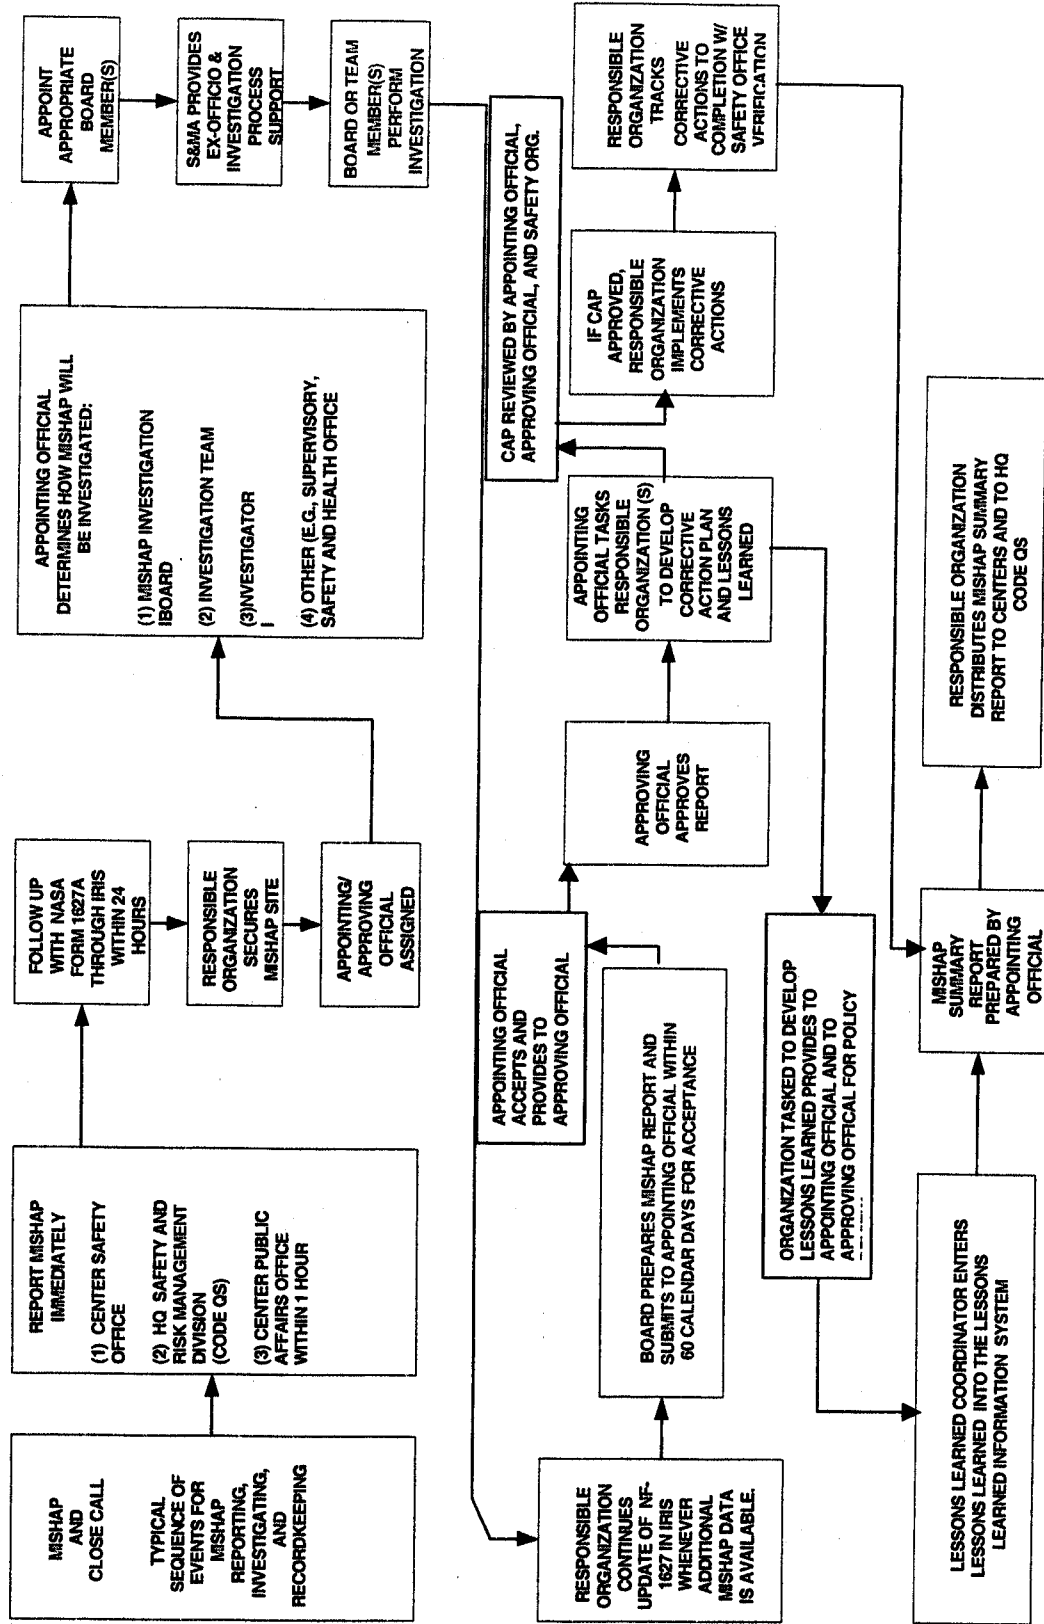 MISHAP
AND
CLOSE CALL
TYPICAL
SEQUENCE OF
EVENTS FOR
MISHAP
REPORTING,
INVESTIGATING,
AND
RECORDKEEPING
REPORT MISHAP
IMMEDIATELY
(1) CENTER SAFETY
OFFICE
(2) HQ SAFETY AND
RISK MANAGEMENT
DIVISION
(CODE QS)
(3) CENTER PUBLIC
AFFAIRS OFFICE
WITHIN 1 HOUR
FOLLOW UP
WITH NASA
FORM 1627A
THROUGH IRIS
WITHIN 24
HOURS
RESPONSIBLE
ORGANIZATION
SECURES
MISHAP SITE
APPOINTING/
APPROVING
OFFICIAL
ASSIGNED
APPOINTING OFFICIAL
DETERMINES HOW MISHAP WILL
BE INVESTIGATED:
(1) MISHAP INVESTIGATION
IBOARD
(2) INVESTIGATION TEAM
(3)NVESTIGATOR
I
(4) OTHER (E.G., SUPERVISORY,
SAFETY AND HEALTH OFFICE
APPOINT
APPROPRIATE
BOARD
MEMBER(S)
S&MA PROVIDES
EX-OFFICIO &
INVESTIGATION
PROCESS
SUPPORT
BOARD OR TEAM
MEMBER(S)
PERFORM
INVESTIGATION
RESPONSIBLE
ORGANIZATION
CONTINUES
UPDATE OF NF-
1627 IN IRIS
WHENEVER
ADDITIONAL
MISHAP DATA
IS AVAILABLE.
BOARD PREPARES MISHAP REPORT AND
SUBMITS TO APPOINTING OFFICIAL WITHIN
60 CALENDAR DAYS FOR ACCEPTANCE
APPOINTING OFFICIAL
ACCEPTS AND
PROVIDES TO
APPROVING OFFICIAL
APPROVING
OFFICIAL
APPROVES
REPORT
APPOINTING
OFFICIAL TASKS
RESPONSIBLE
ORGANIZATION (S)
TO DEVELOP
CORRECTIVE
ACTION PLAN
AND LESSONS
LEARNED
CAP REVIEWED BY APPOINTING OFFICIAL,
APPROVING OFFICIAL, AND SAFETY ORG.
IF CAP
APPROVED,
RESPONSIBLE
ORGANIZATION
IMPLEMENTS
CORRECTIVE
ACTIONS
RESPONSIBLE
ORGANIZATION
TRACKS
CORRECTIVE
ACTIONS TO
COMPLETION W/
SAFETY OFFICE
VERIFICATION
ORGANIZATION TASKED TO DEVELOP
LESSONS LEARNED PROVIDES TO
APPOINTING OFFICIAL AND TO
APPROVING OFFICAL FOR POLICY
LESSONS LEARNED COORDINATOR ENTERS
LESSONS LEARNED INTO THE LESSONS
LEARNED INFORMATION SYSTEM
MISHAP
SUMMARY
REPORT
PREPARED BY
APPOINTING
OFFICIAL
RESPONSIBLE ORGANIZATION
DISTRIBUTES MISHAP SUMMARY
REPORT TO CENTERS AND TO HQ
CODE QS